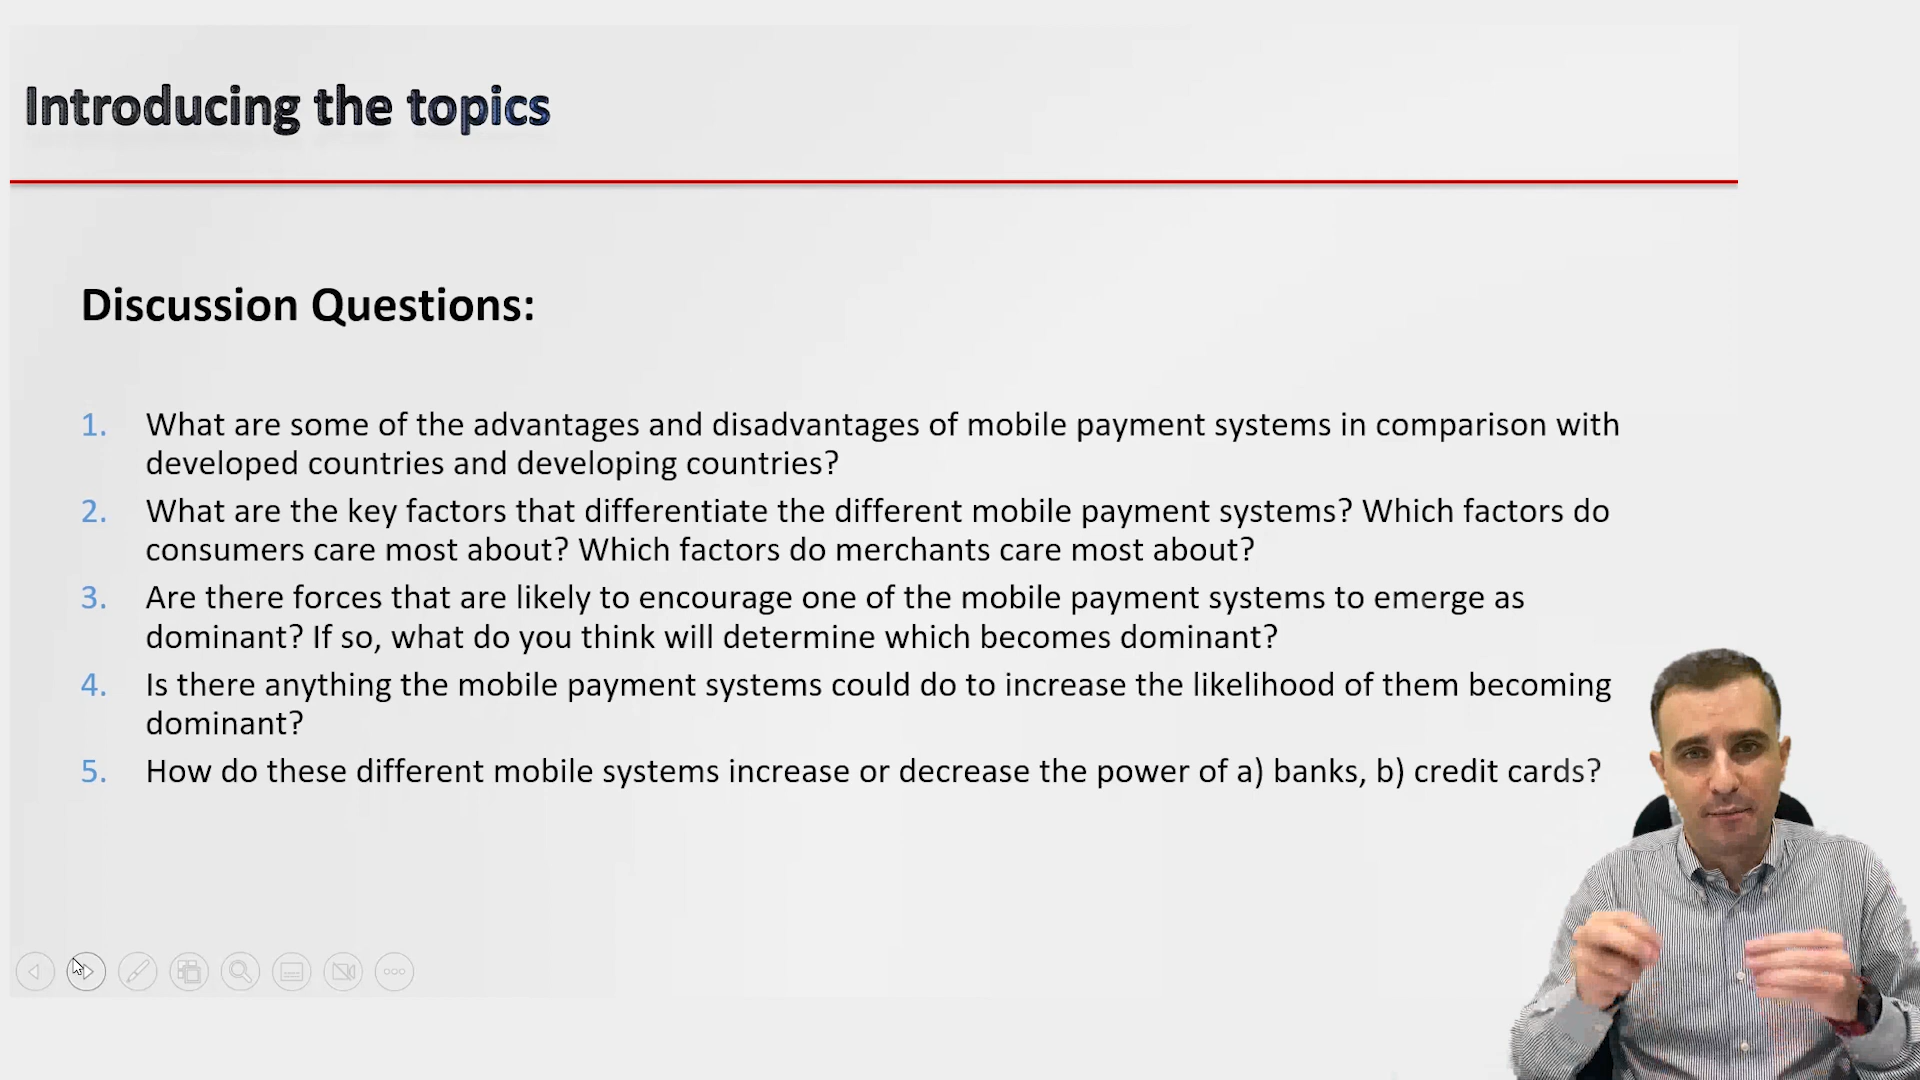 Introducing the topics
Discussion Questions:
1. What are some of the advantages and disadvantages of mobile payment systems in comparison with
developed countries and developing countries?
2. What are the key factors that differentiate the different mobile payment systems? Which factors do
consumers care most about? Which factors do merchants care most about?
3. Are there forces that are likely to encourage one of the mobile payment systems to emerge as
dominant? If so, what do you think will determine which becomes dominant?
4. Is there anything the mobile payment systems could do to increase the likelihood of them becoming
dominant?
5. How do these different mobile systems increase or decrease the power of a) banks, b) credit cards?